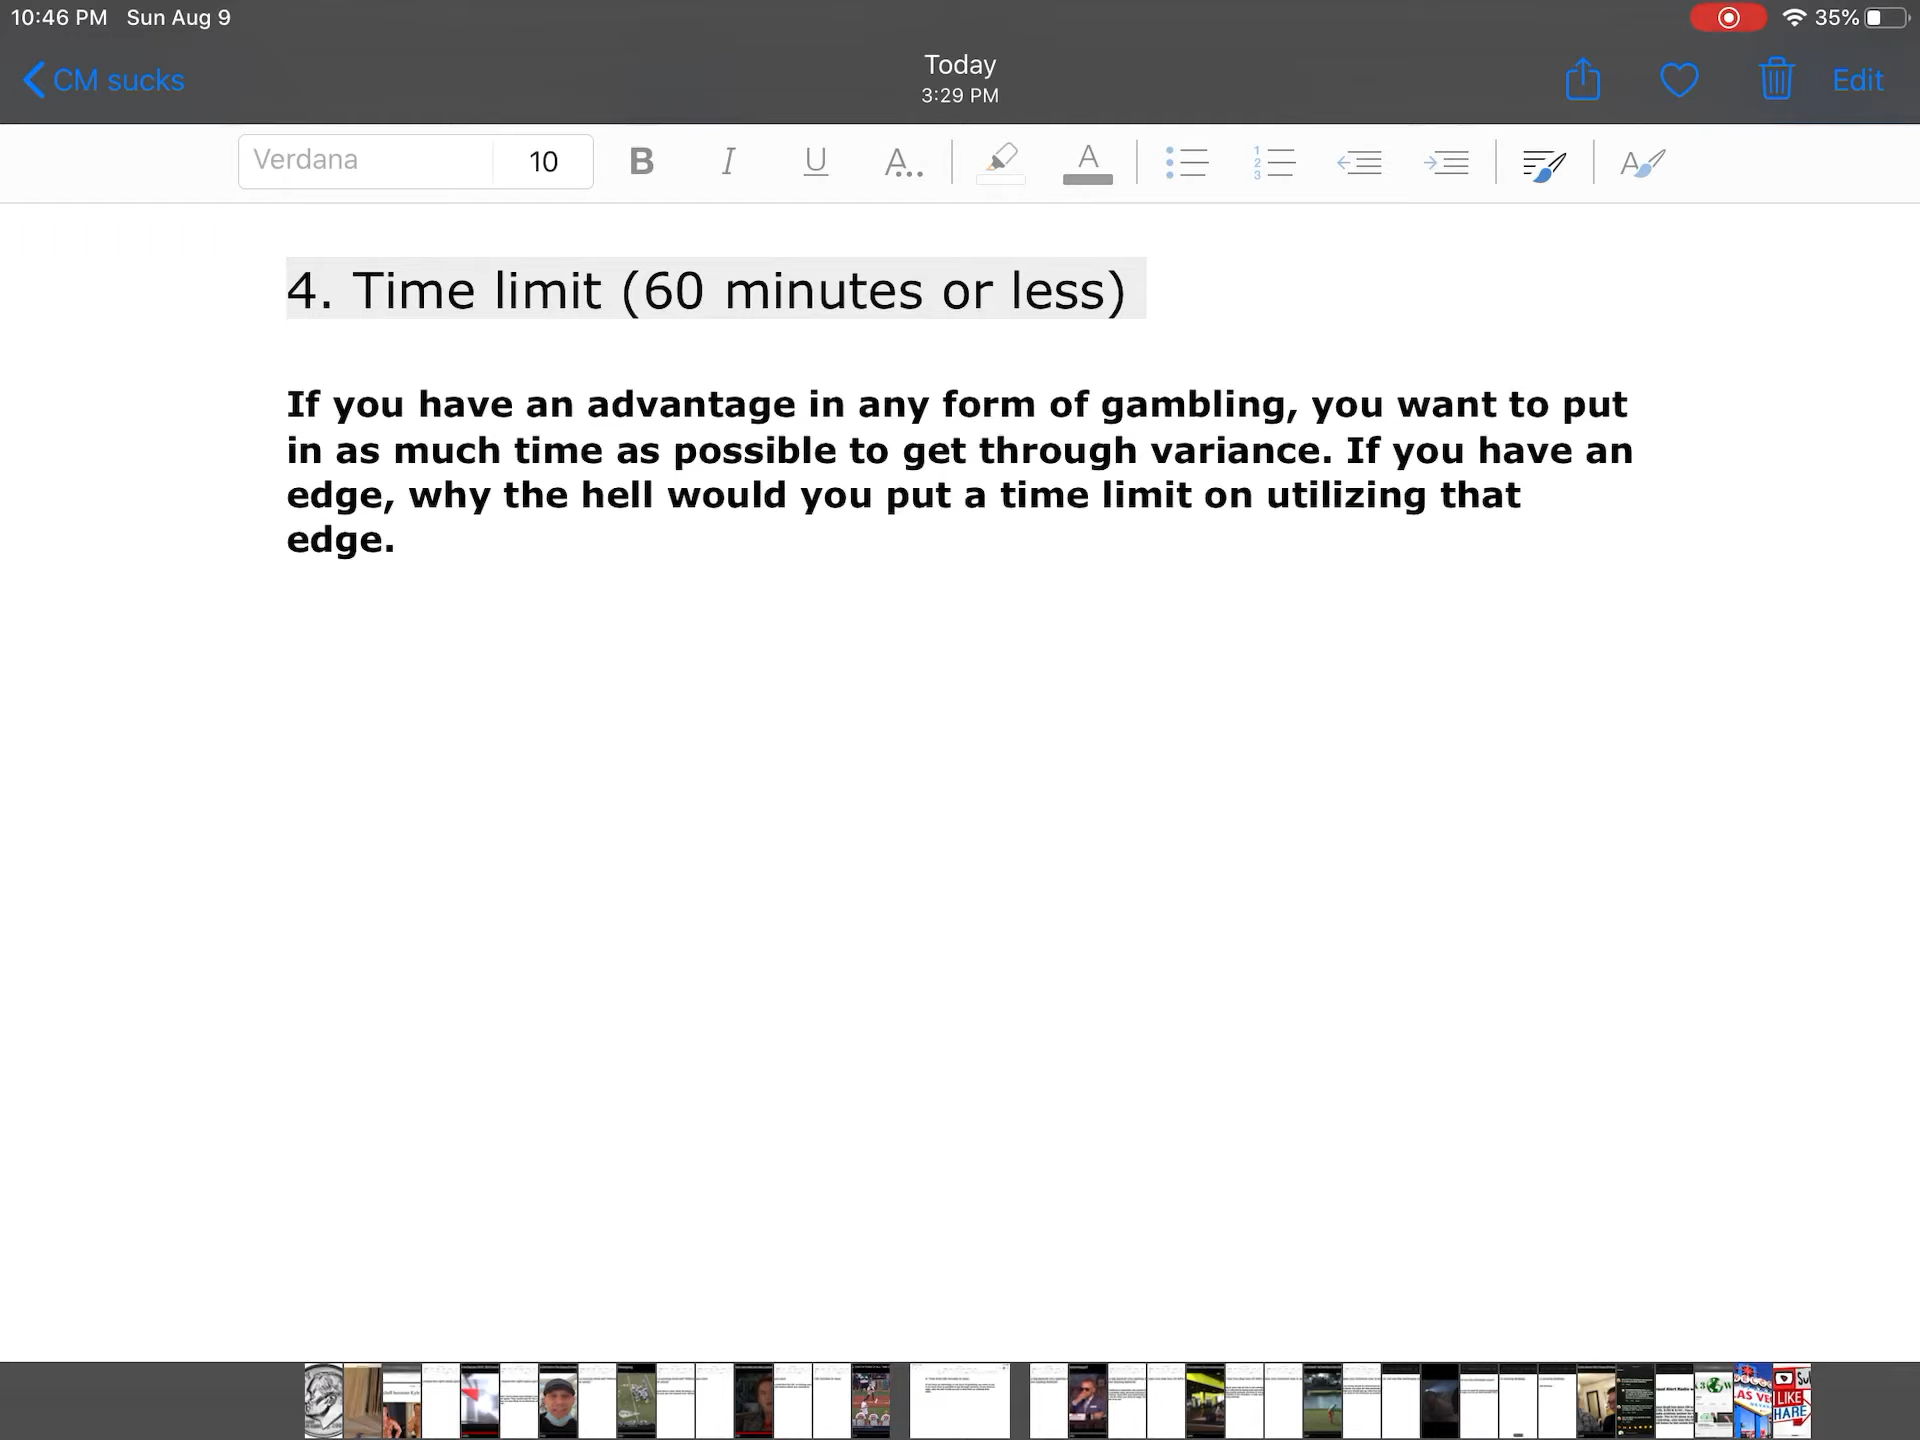 10:46 PM Sun Aug 9
35%
CM sucks
Today
3:29 PM
Edit
Verdana
10
B
I
U
A...
A
4. Time limit (60 minutes or less)
If you have an advantage in any form of gambling, you want to put
in as much time as possible to get through variance. If you have an
edge, why the hell would you put a time limit on utilizing that
edge.
LIKE